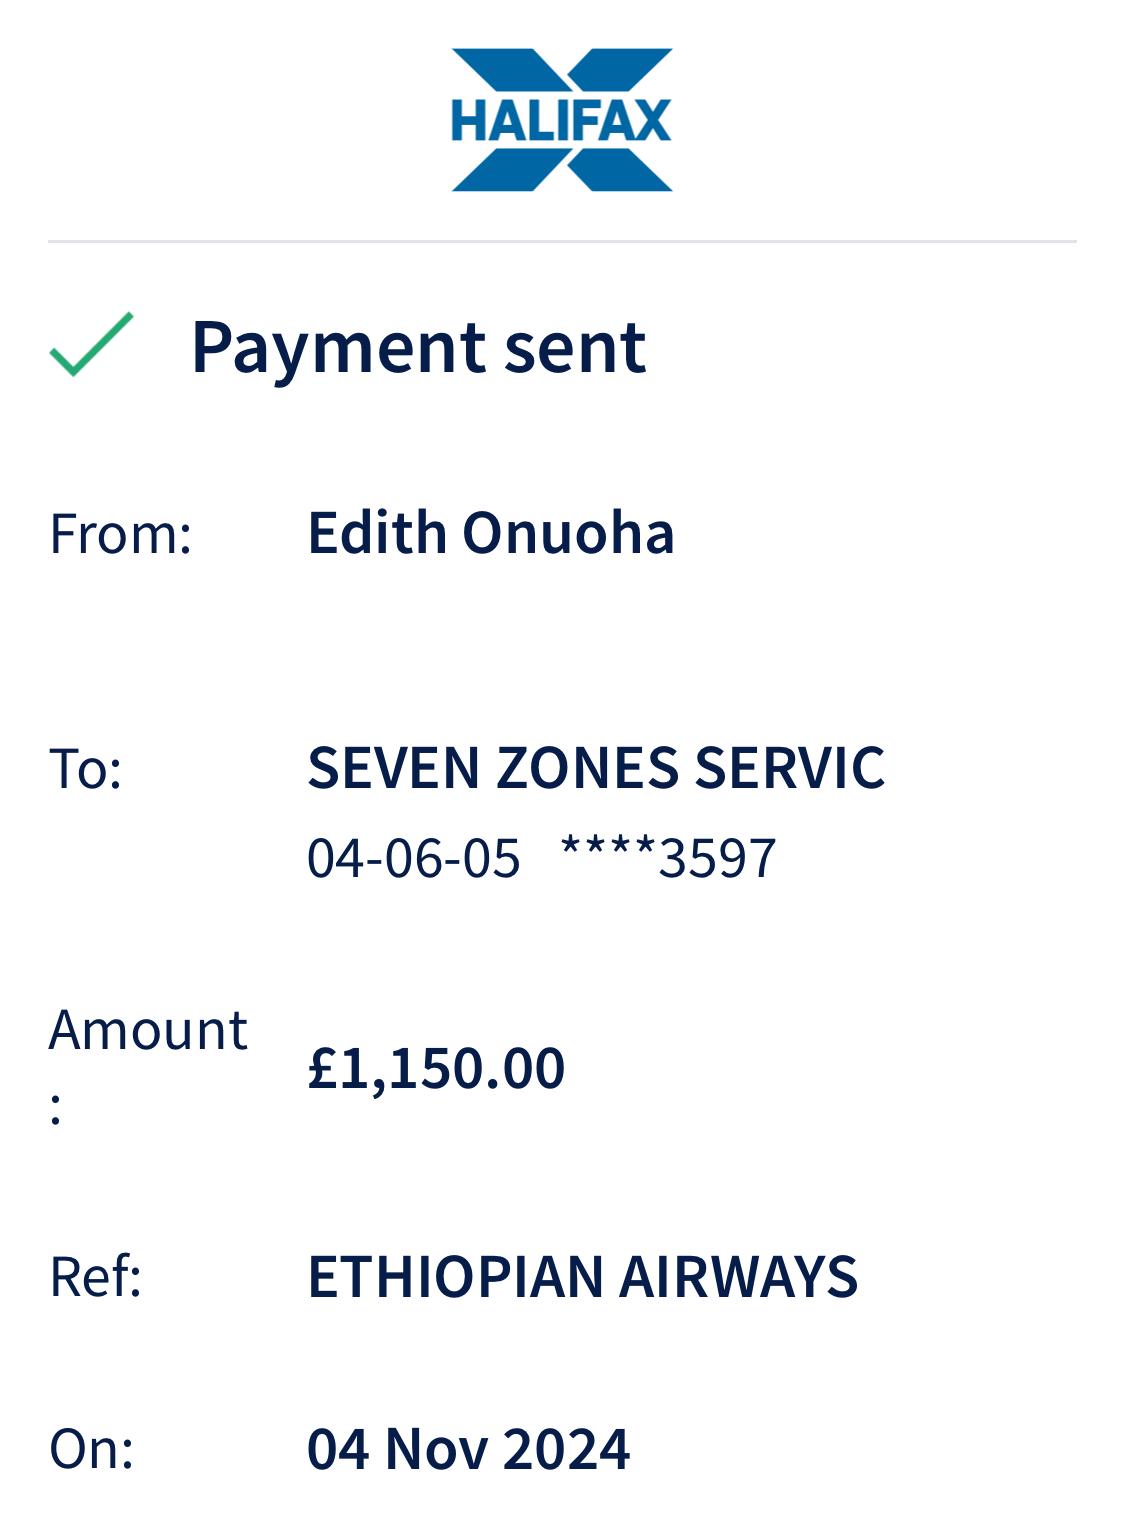 HALIFAX
Payment sent
From: Edith Onuoha
To: SEVEN ZONES SERVIC
04-06-05 ****3597
Amount
: £1,150.00
Ref: ETHIOPIAN AIRWAYS
On: 04 Nov 2024